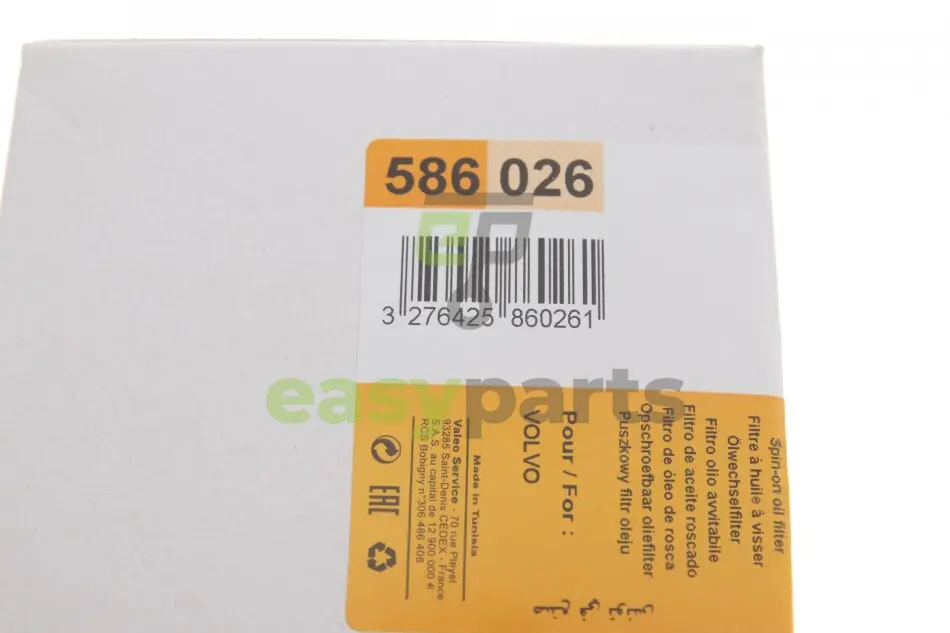 586 026
3 276425 860261
easyparts
Spin-on oil filter
Filtre à huile à visser
Ölwechselfilter
Filtro olio avvitabile
Filtro de aceite roscado
Filtro de óleo de rosca
Opschroefbaar oliefilter
Puszkowy filtr oleju
Pour / For :
VOLVO
Made in Tunisia
Valeo Service - 70 rue Pleyel
93285 Saint-Denis CEDEX - France
S.A.S. au capital de 12 900 000 €
RCS Bobigny n°306 486 408
EAC